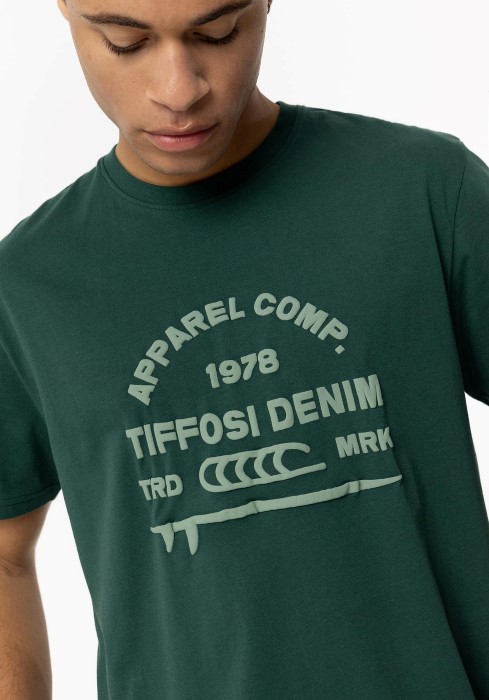 APPAREL COMP.
1978
TIFFOSI DENIM
TRD MRK